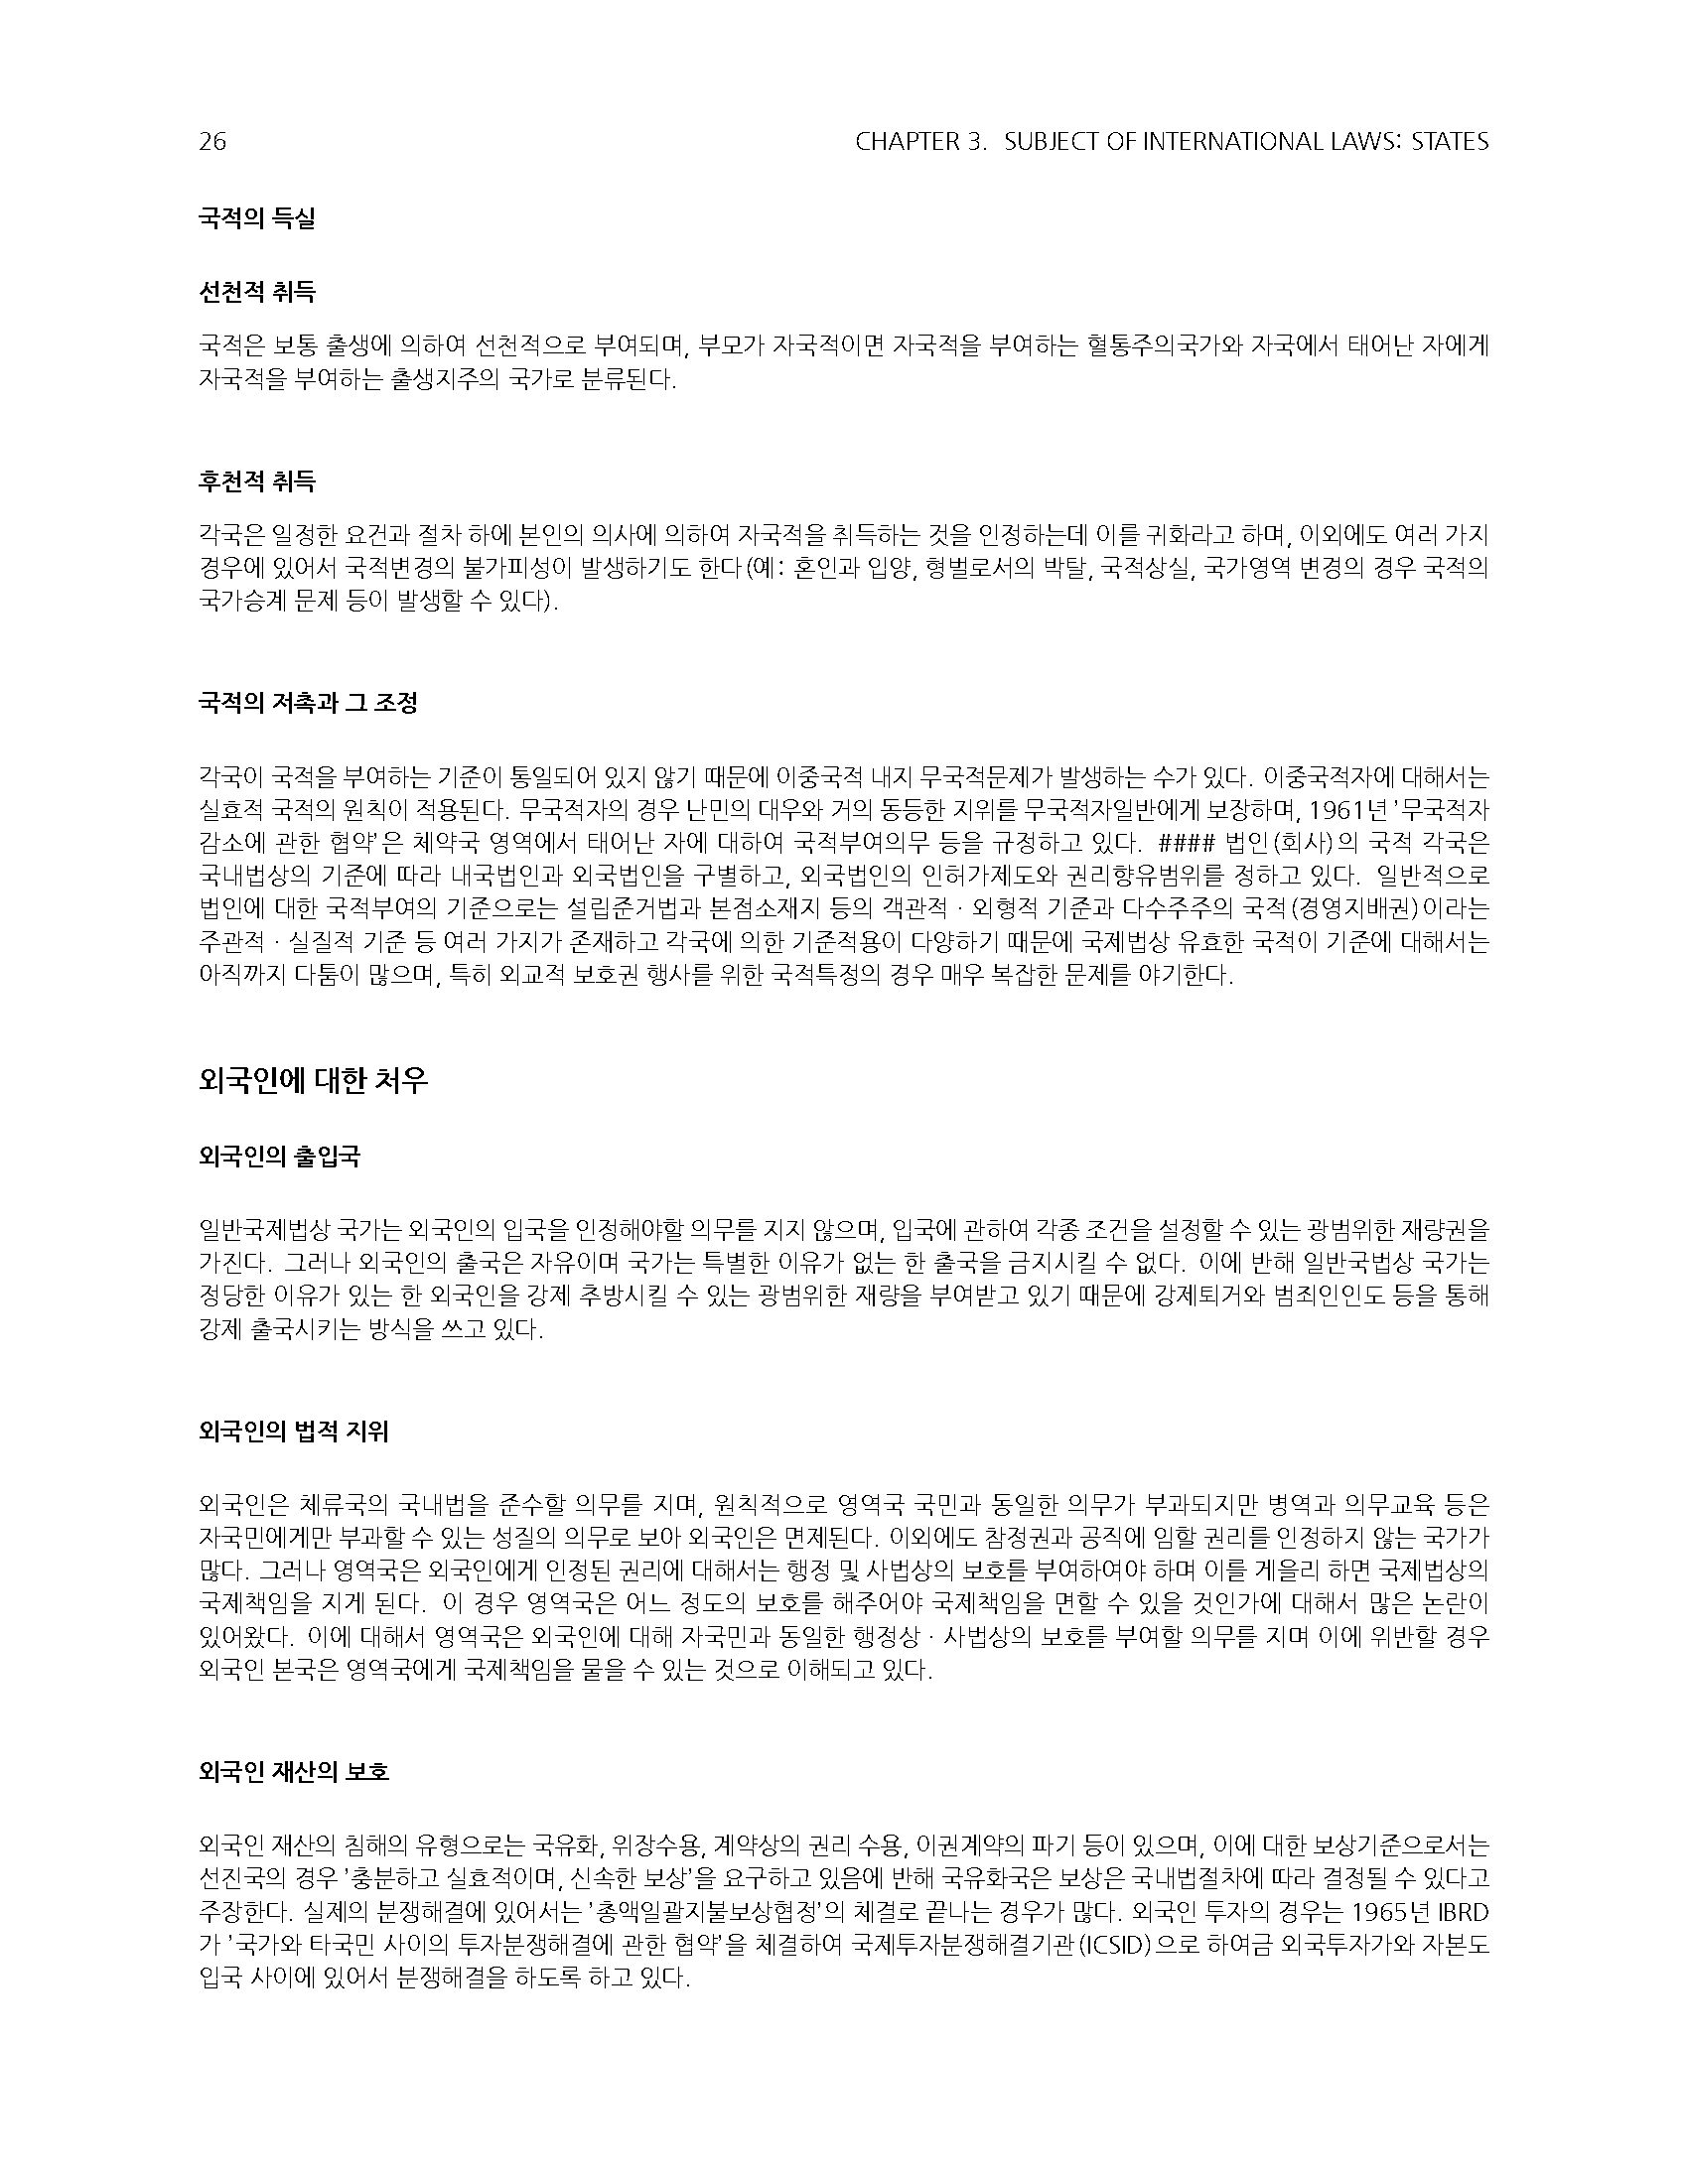 26 CHAPTER 3. SUBJECT OF INTERNATIONAL LAWS: STATES
국적의 득실
선천적 취득
국적은 보통 출생에 의하여 선천적으로 부여되며, 부모가 자국적이면 자국적을 부여하는 혈통주의국가와 자국에서 태어난 자에게
자국적을 부여하는 출생지주의 국가로 분류된다.
후천적 취득
각국은 일정한 요건과 절차 하에 본인의 의사에 의하여 자국적을 취득하는 것을 인정하는데 이를 귀화라고 하며, 이외에도 여러 가지
경우에 있어서 국적변경의 불가피성이 발생하기도 한다(예: 혼인과 입양, 형벌로서의 박탈, 국적상실, 국가영역 변경의 경우 국적의
국가승계 문제 등이 발생할 수 있다).
국적의 저촉과 그 조정
각국이 국적을 부여하는 기준이 통일되어 있지 않기 때문에 이중국적 내지 무국적문제가 발생하는 수가 있다. 이중국적자에 대해서는
실효적 국적의 원칙이 적용된다. 무국적자의 경우 난민의 대우와 거의 동등한 지위를 무국적자일반에게 보장하며, 1961년 ’무국적자
감소에 관한 협약’은 체약국 영역에서 태어난 자에 대하여 국적부여의무 등을 규정하고 있다. #### 법인(회사)의 국적 각국은
국내법상의 기준에 따라 내국법인과 외국법인을 구별하고, 외국법인의 인허가제도와 권리향유범위를 정하고 있다. 일반적으로
법인에 대한 국적부여의 기준으로는 설립준거법과 본점소재지 등의 객관적 · 외형적 기준과 다수주주의 국적(경영지배권)이라는
주관적 · 실질적 기준 등 여러 가지가 존재하고 각국에 의한 기준적용이 다양하기 때문에 국제법상 유효한 국적이 기준에 대해서는
아직까지 다툼이 많으며, 특히 외교적 보호권 행사를 위한 국적특정의 경우 매우 복잡한 문제를 야기한다.
외국인에 대한 처우
외국인의 출입국
일반국제법상 국가는 외국인의 입국을 인정해야할 의무를 지지 않으며, 입국에 관하여 각종 조건을 설정할 수 있는 광범위한 재량권을
가진다. 그러나 외국인의 출국은 자유이며 국가는 특별한 이유가 없는 한 출국을 금지시킬 수 없다. 이에 반해 일반국법상 국가는
정당한 이유가 있는 한 외국인을 강제 추방시킬 수 있는 광범위한 재량을 부여받고 있기 때문에 강제퇴거와 범죄인인도 등을 통해
강제 출국시키는 방식을 쓰고 있다.
외국인의 법적 지위
외국인은 체류국의 국내법을 준수할 의무를 지며, 원칙적으로 영역국 국민과 동일한 의무가 부과되지만 병역과 의무교육 등은
자국민에게만 부과할 수 있는 성질의 의무로 보아 외국인은 면제된다. 이외에도 참정권과 공직에 임할 권리를 인정하지 않는 국가가
많다. 그러나 영역국은 외국인에게 인정된 권리에 대해서는 행정 및 사법상의 보호를 부여하여야 하며 이를 게을리 하면 국제법상의
국제책임을 지게 된다. 이 경우 영역국은 어느 정도의 보호를 해주어야 국제책임을 면할 수 있을 것인가에 대해서 많은 논란이
있어왔다. 이에 대해서 영역국은 외국인에 대해 자국민과 동일한 행정상 · 사법상의 보호를 부여할 의무를 지며 이에 위반할 경우
외국인 본국은 영역국에게 국제책임을 물을 수 있는 것으로 이해되고 있다.
외국인 재산의 보호
외국인 재산의 침해의 유형으로는 국유화, 위장수용, 계약상의 권리 수용, 이권계약의 파기 등이 있으며, 이에 대한 보상기준으로서는
선진국의 경우 ’충분하고 실효적이며, 신속한 보상’을 요구하고 있음에 반해 국유화국은 보상은 국내법절차에 따라 결정될 수 있다고
주장한다. 실제의 분쟁해결에 있어서는 ’총액일괄지불보상협정’의 체결로 끝나는 경우가 많다. 외국인 투자의 경우는 1965년 IBRD
가 ’국가와 타국민 사이의 투자분쟁해결에 관한 협약’을 체결하여 국제투자분쟁해결기관(ICSID)으로 하여금 외국투자가와 자본도
입국 사이에 있어서 분쟁해결을 하도록 하고 있다.